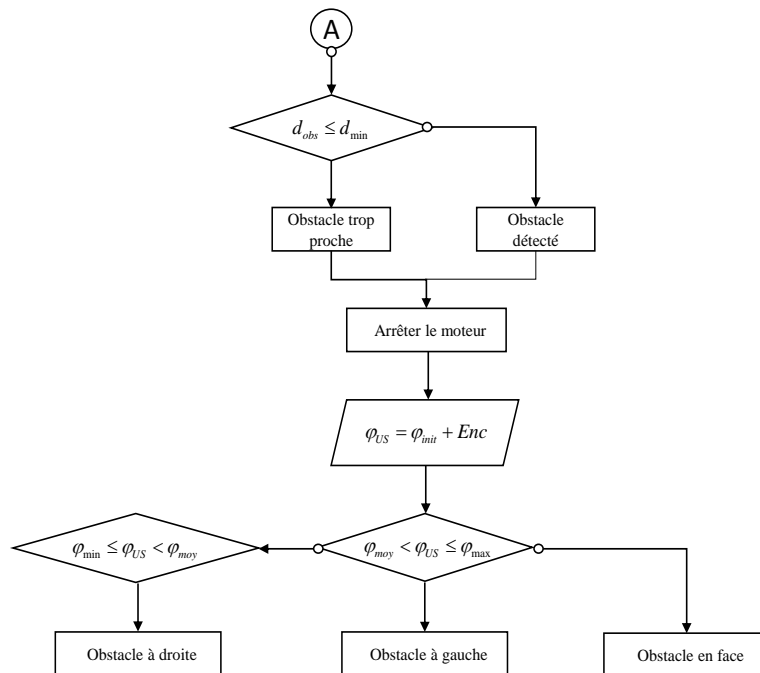 A
d_obs ≤ d_min
Obstacle trop
proche
Obstacle
détecté
Arrêter le moteur
φ_US = φ_init + Enc
φ_min ≤ φ_US < φ_moy
φ_moy < φ_US ≤ φ_max
Obstacle à droite
Obstacle à gauche
Obstacle en face